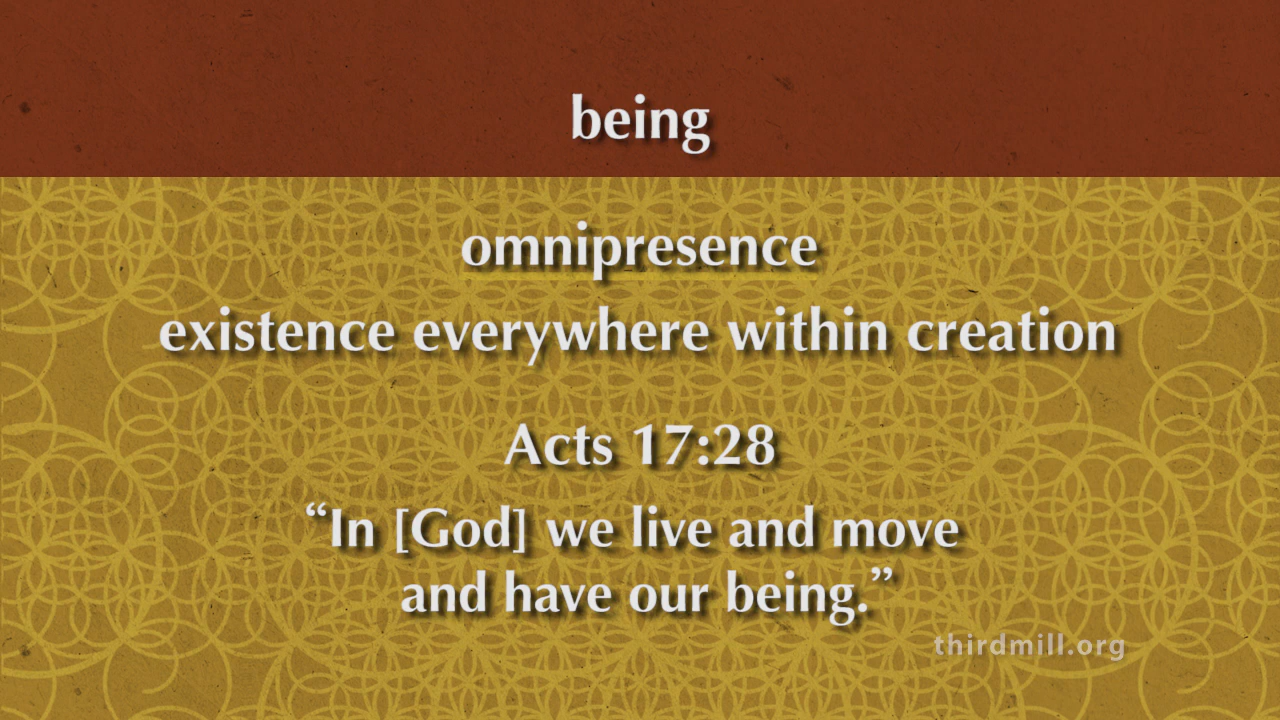 being
omnipresence
existence everywhere within creation
Acts 17:28
“In [God] we live and move
and have our being.”
thirdmill.org